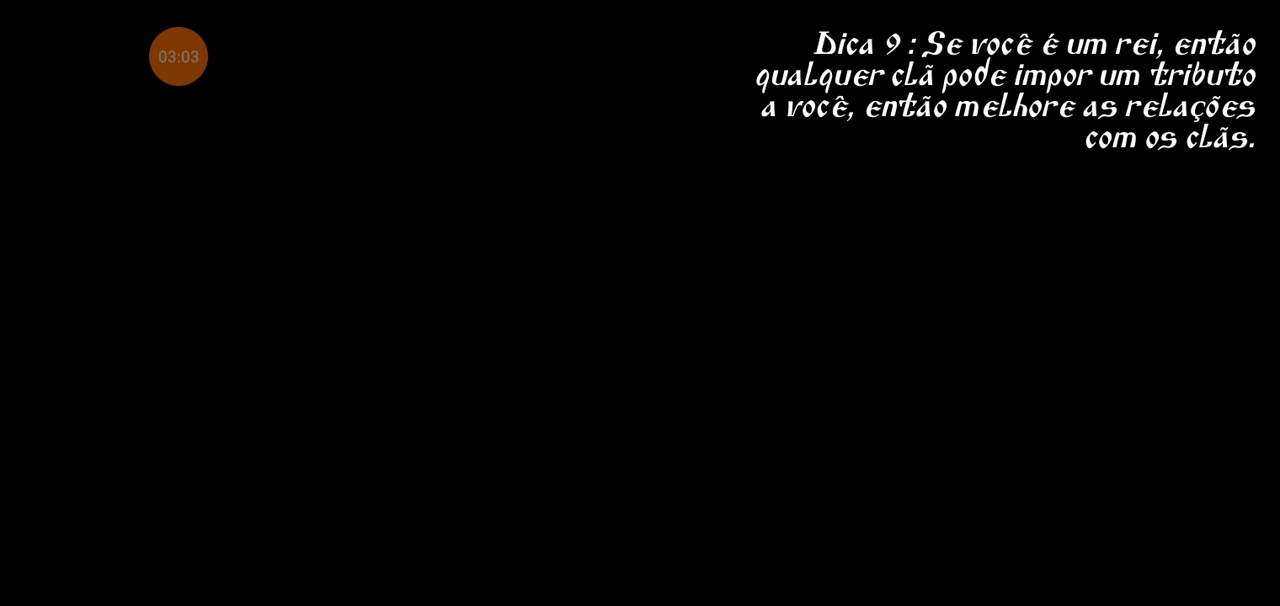 03:03
Dica 9 : Se você é um rei, então
qualquer clã pode impor um tributo
a você, então melhore as relações
com os clãs.